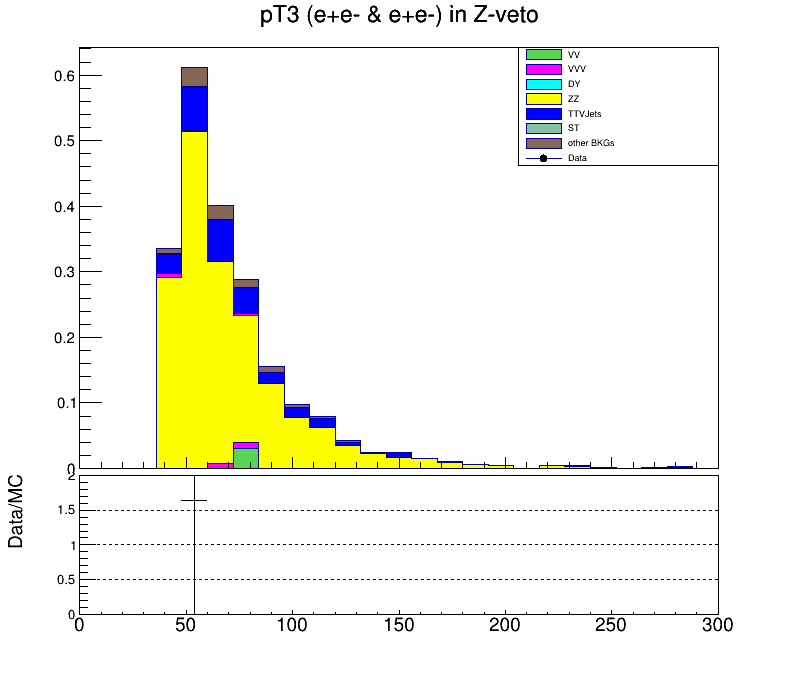 pT3 (e+e- & e+e-) in Z-veto
VV
VVV
DY
ZZ
TTVJets
ST
other BKGs
Data
0.6
0.5
0.4
0.3
0.2
0.1
0
Data/MC
2
1.5
1
0.5
0
0 50 100 150 200 250 300